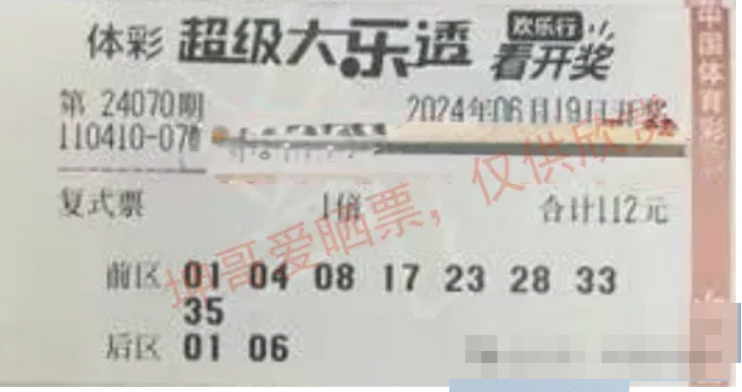 体彩 超级大乐透 欢乐行 看开奖
第 24070期 2024年06月19日开奖
110410-070
复式票 1倍 合计112元
前区 01 04 08 17 23 28 33
35
后区 01 06
坤哥爱晒票，仅供欣赏
中国体育彩